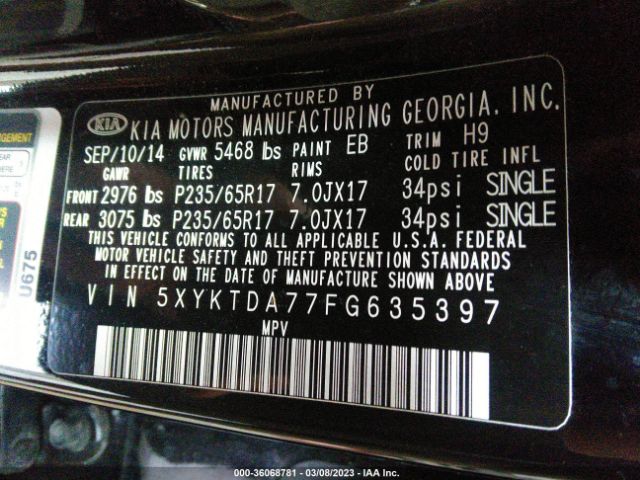 MANUFACTURED BY
KIA KIA MOTORS MANUFACTURING GEORGIA, INC.
SEP/10/14 GVWR 5468 lbs PAINT EB TRIM H9
GAWR TIRES RIMS COLD TIRE INFL
FRONT 2976 lbs P235/65R17 7.0JX17 34psi SINGLE
REAR 3075 lbs P235/65R17 7.0JX17 34psi SINGLE
THIS VEHICLE CONFORMS TO ALL APPLICABLE U.S.A. FEDERAL
MOTOR VEHICLE SAFETY AND THEFT PREVENTION STANDARDS
IN EFFECT ON THE DATE OF MANUFACTURE SHOWN ABOVE.
VIN 5XYKTDA77FG635397
MPV
U675
000-36068781 - 03/08/2023 - IAA Inc.